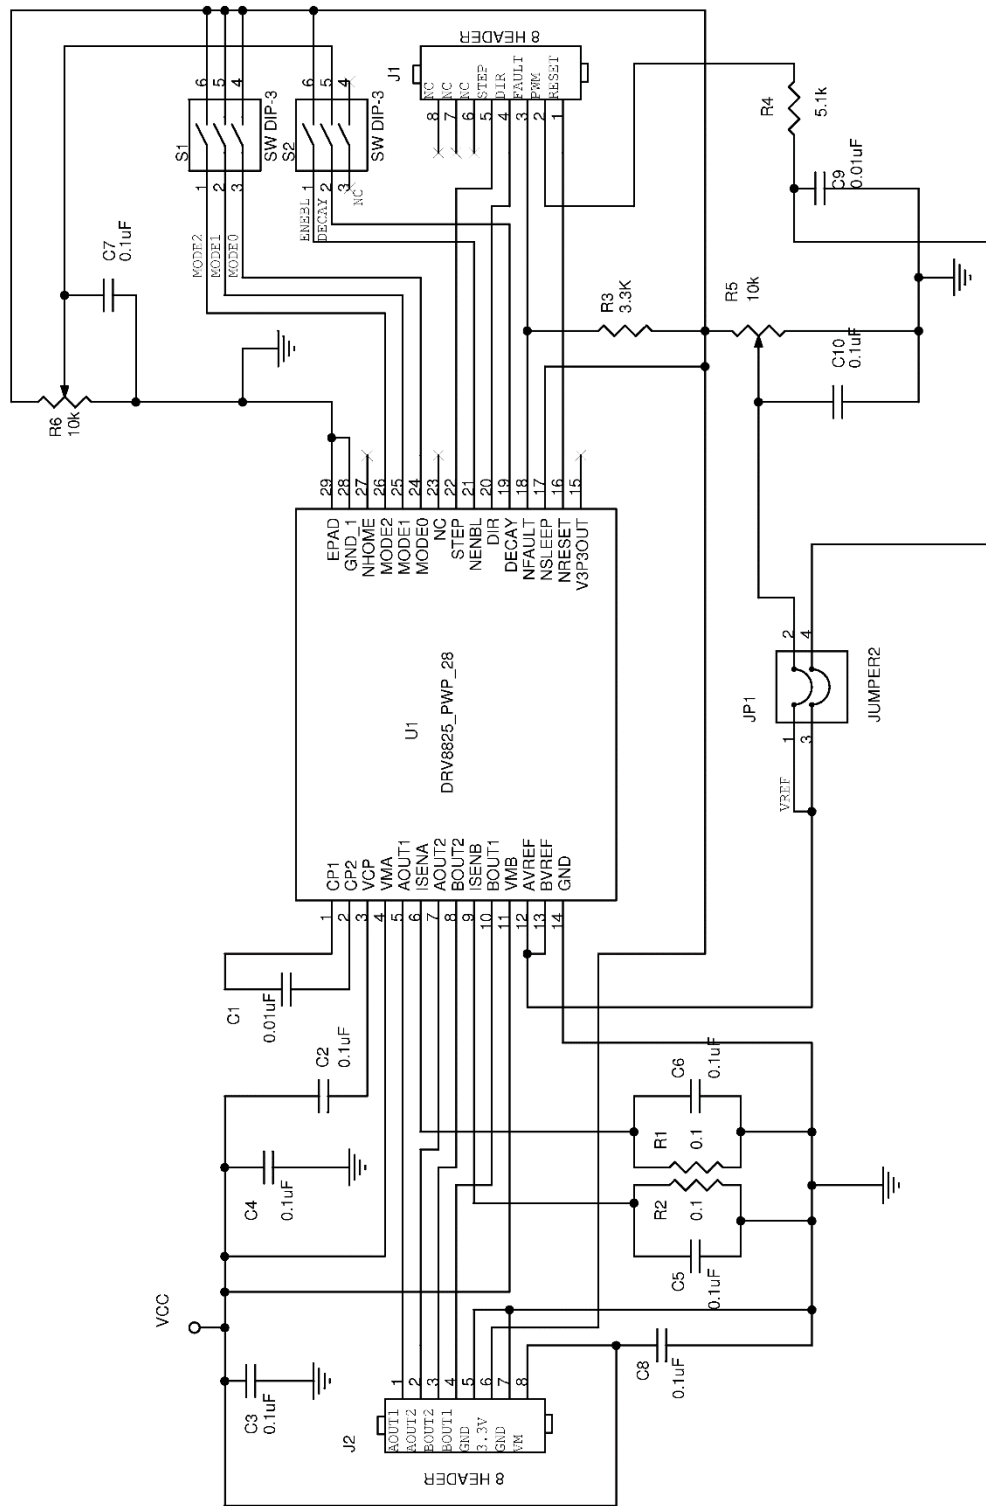 8 HEADER
J1
NC
NC
NC
STEP
DIR
FAULT
PWM
RESET
8
7
6
5
4
3
2
1
S1
SW DIP-3
1
2
3
6
5
4
MODE2
MODE1
MODE0
S2
SW DIP-3
1
2
3
6
5
4
ENEBL
DECAY
NC
C7
0.1uF
R6
10k
R4
5.1k
C9
0.01uF
R3
3.3K
R5
10k
C10
0.1uF
29
28
27
26
25
24
23
22
21
20
19
18
17
16
15
EPAD
GND_1
NHOME
MODE2
MODE1
MODE0
NC
STEP
NENBL
DIR
DECAY
NFAULT
NSLEEP
NRESET
V3P3OUT
U1
DRV8825_PWP_28
CP1
CP2
VCP
VMA
AOUT1
ISENA
AOUT2
BOUT2
ISENB
BOUT1
VMB
AVREF
BVREF
GND
1
2
3
4
5
6
7
8
9
10
11
12
13
14
JP1
JUMPER2
2
4
1
3
VREF
C1
0.01uF
C2
0.1uF
C4
0.1uF
C6
0.1uF
R1
0.1
R2
0.1
C5
0.1uF
VCC
C3
0.1uF
C8
0.1uF
J2
8 HEADER
1
2
3
4
5
6
7
8
AOUT1
AOUT2
BOUT2
BOUT1
GND
3.3V
GND
VM